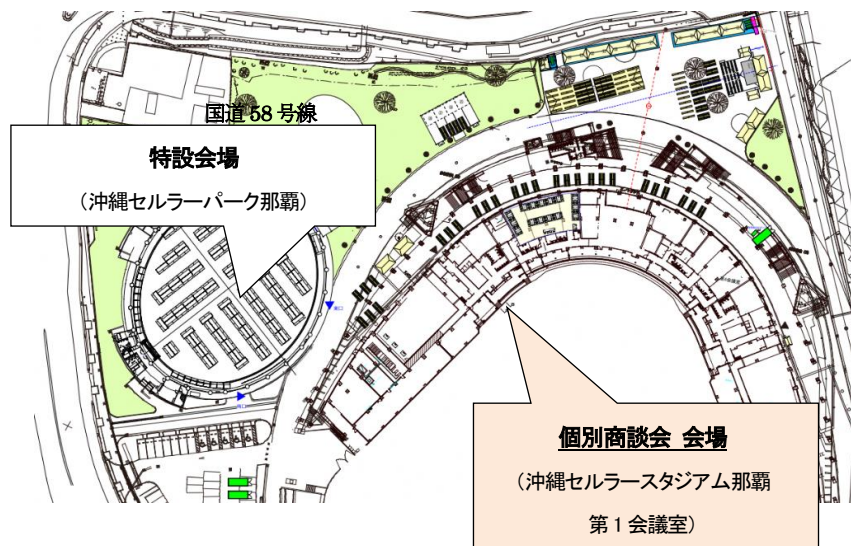 国道58号線
特設会場
（沖縄セルラーパーク那覇）
個別商談会 会場
（沖縄セルラースタジアム那覇
第１会議室）